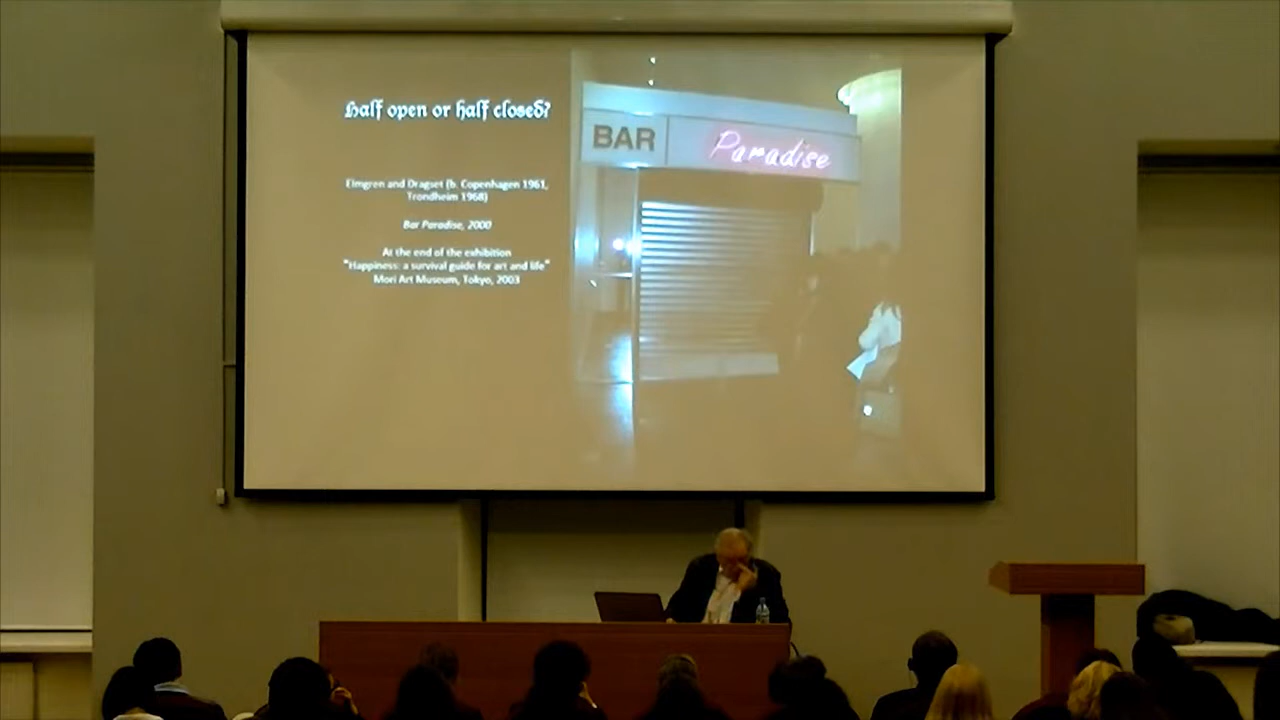 Half open or half closed?
Elmgren and Dragset (b. Copenhagen 1961,
Trondheim 1968)
Bar Paradise, 2000
At the end of the exhibition
"Happiness: a survival guide for art and life"
Mori Art Museum, Tokyo, 2003
BAR
Paradise